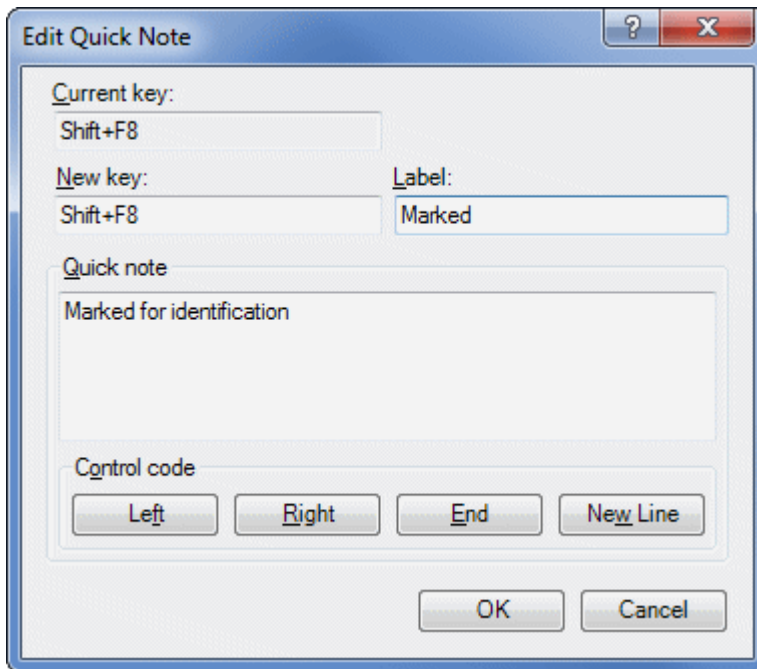 Edit Quick Note
?
X
Current key:
Shift+F8
New key:
Label:
Shift+F8
Marked
Quick note
Marked for identification
Control code
Left
Right
End
New Line
OK
Cancel